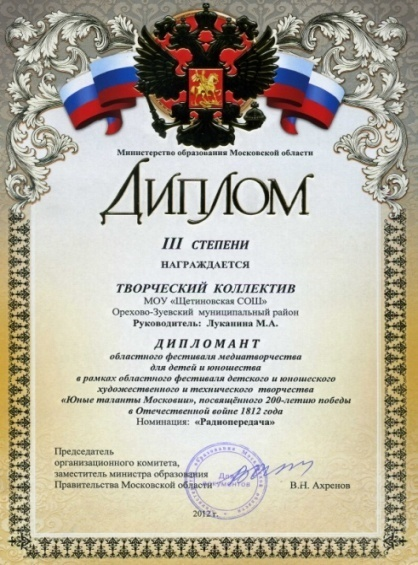 Министерство образования Московской области
ДИПЛОМ
III СТЕПЕНИ
НАГРАЖДАЕТСЯ
ТВОРЧЕСКИЙ КОЛЛЕКТИВ
МОУ «Щетиновская СОШ»
Орехово-Зуевский муниципальный район
Руководитель: Луканина М.А.
ДИПЛОМАНТ
областного фестиваля медиатворчества
для детей и юношества
в рамках областного фестиваля детского и юношеского
художественного и технического творчества
«Юные таланты Московии», посвящённого 200-летию победы
в Отечественной войне 1812 года
Номинация: «Радиопередача»
Председатель
организационного комитета,
заместитель министра образования
Правительства Московской области
В.Н. Ахренов
Для
документов
2012 г.